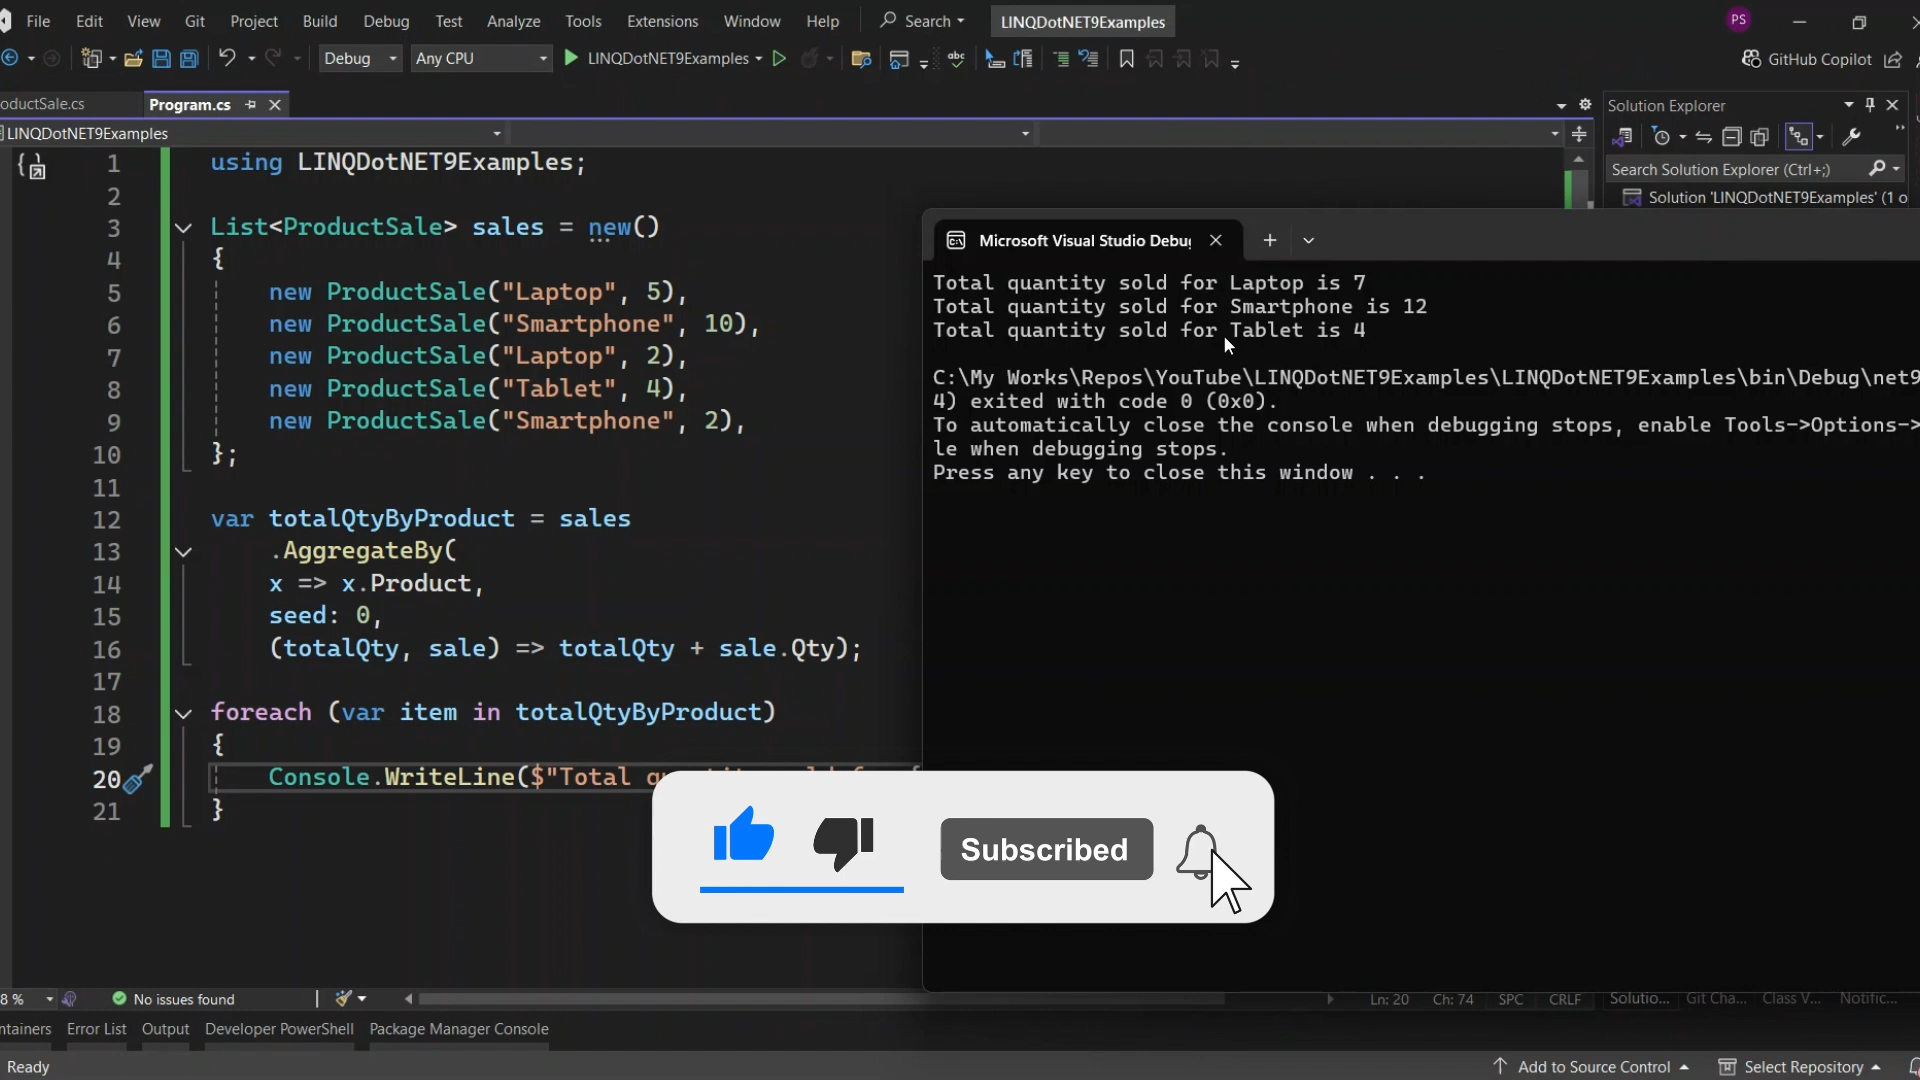 File Edit View Git Project Build Debug Test Analyze Tools Extensions Window Help Search LINQDotNET9Examples PS
Debug Any CPU LINQDotNET9Examples GitHub Copilot
oductSale.cs Program.cs
LINQDotNET9Examples
1 using LINQDotNET9Examples;
2
3 List<ProductSale> sales = new()
4 {
5 new ProductSale("Laptop", 5),
6 new ProductSale("Smartphone", 10),
7 new ProductSale("Laptop", 2),
8 new ProductSale("Tablet", 4),
9 new ProductSale("Smartphone", 2),
10 };
11
12 var totalQtyByProduct = sales
13 .AggregateBy(
14 x => x.Product,
15 seed: 0,
16 (totalQty, sale) => totalQty + sale.Qty);
17
18 foreach (var item in totalQtyByProduct)
19 {
20 Console.WriteLine($"Total
21 }
Solution Explorer
Search Solution Explorer (Ctrl+;)
Solution 'LINQDotNET9Examples' (1 o
Microsoft Visual Studio Debu
Total quantity sold for Laptop is 7
Total quantity sold for Smartphone is 12
Total quantity sold for Tablet is 4
C:\My Works\Repos\YouTube\LINQDotNET9Examples\LINQDotNET9Examples\bin\Debug\net9
4) exited with code 0 (0x0).
To automatically close the console when debugging stops, enable Tools->Options->
le when debugging stops.
Press any key to close this window . . .
Subscribed
8 % No issues found Ln: 20 Ch: 74 SPC CRLF Solutio... Git Cha... Class V... Notific...
ntainers Error List Output Developer PowerShell Package Manager Console
Ready Add to Source Control Select Repository